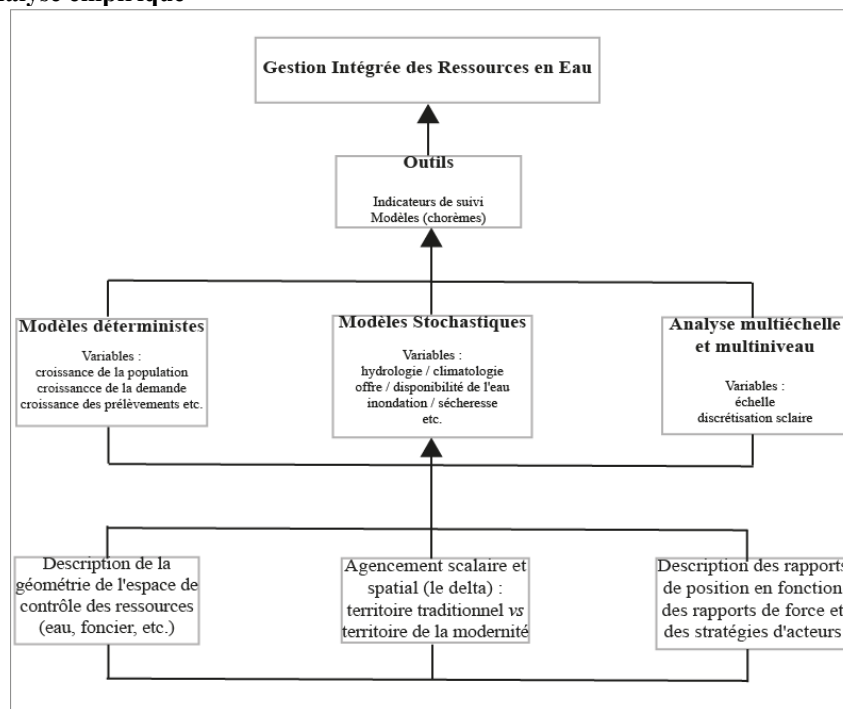 alyse empirique
Gestion Intégrée des Ressources en Eau
Outils
Indicateurs de suivi
Modèles (chorèmes)
Modèles déterministes
Variables :
croissance de la population
croissancce de la demande
croissance des prélèvements etc.
Modèles Stochastiques
Variables :
hydrologie / climatologie
offre / disponibilité de l'eau
inondation / sécheresse
etc.
Analyse multiéchelle
et multiniveau
Variables :
échelle
discrétisation sclaire
Description de la
géométrie de l'espace de
contrôle des ressources
(eau, foncier, etc.)
Agencement scalaire et
spatial (le delta) :
territoire traditionnel vs
territoire de la modernité
Description des rapports
de position en fonction
des rapports de force et
des stratégies d'acteurs